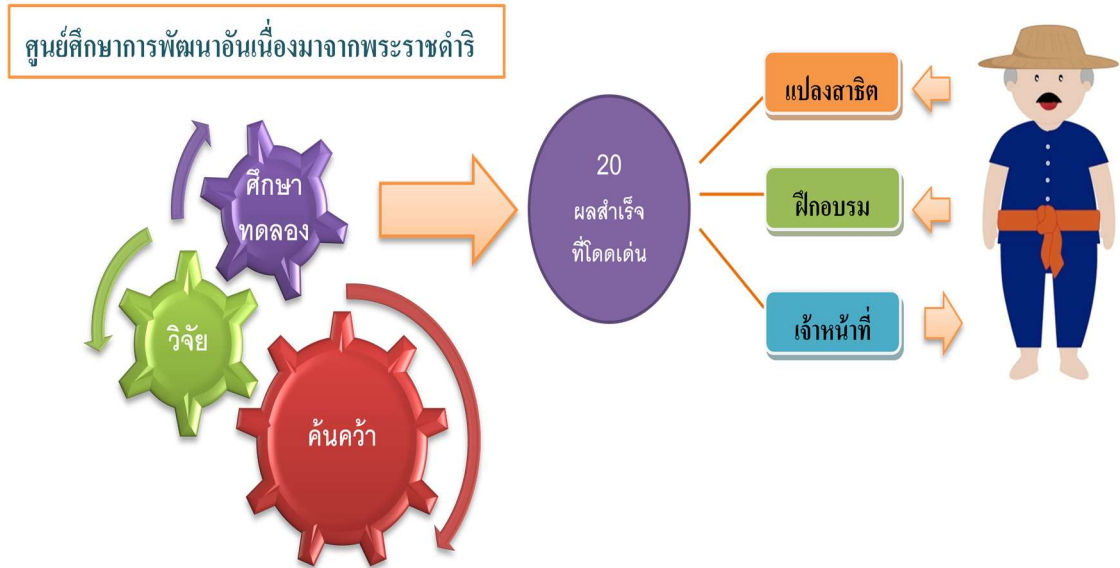 ศูนย์ศึกษาการพัฒนาอันเนื่องมาจากพระราชดำริ
ศึกษา
ทดลอง
วิจัย
ค้นคว้า
20
ผลสำเร็จ
ที่โดดเด่น
แปลงสาธิต
ฝึกอบรม
เจ้าหน้าที่